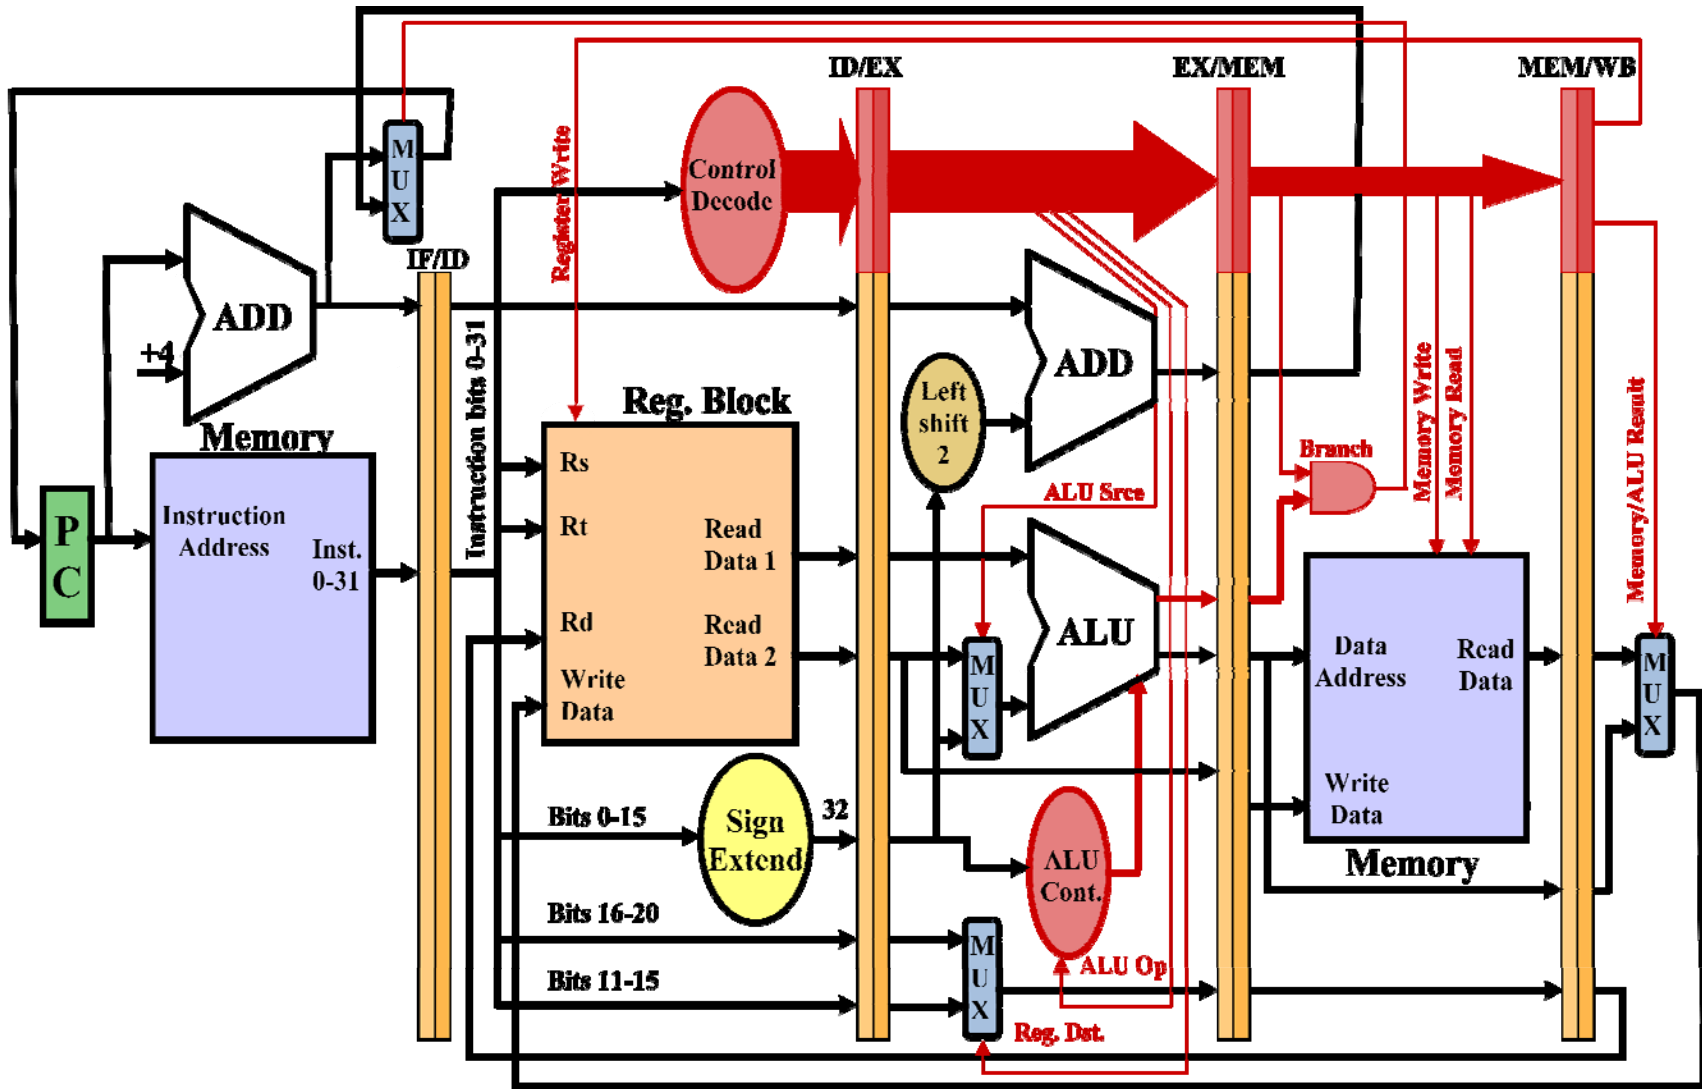 ID/EX
EX/MEM
MEM/WB
M
U
X
Control
Decode
Register Write
IF/ID
ADD
+4
ADD
Instruction bits 0-31
Left
shift
2
Reg. Block
Memory
Memory Write
Memory Read
Memory/ALU Result
Branch
ALU Srce
P
C
Instruction
Address
Inst.
0-31
Rs
Rt
Read
Data 1
Rd
Read
Data 2
Write
Data
M
U
X
ALU
Data
Address
Read
Data
M
U
X
Write
Data
Memory
Bits 0-15
Sign
Extend
32
ALU
Cont.
Bits 16-20
Bits 11-15
M
U
X
ALU Op
Reg. Dst.